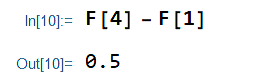 In[10]:= F[4] – F[1]
Out[10]= 0.5